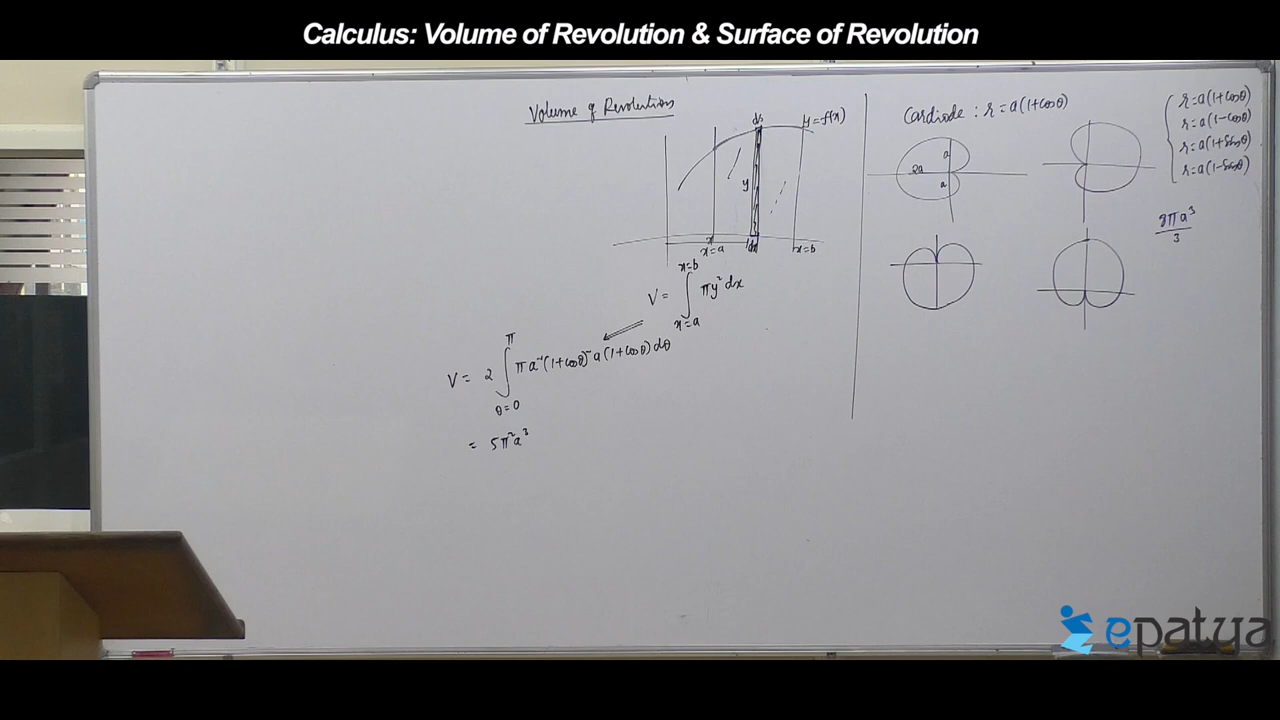 Calculus: Volume of Revolution & Surface of Revolution
Volume of Revolution
ds
y=f(x)
y
x=a
dx
x=b
V = ∫_{x=a}^{x=b} πy² dx
V = 2 ∫_{θ=0}^{π} πa²(1+cosθ)² a(1+cosθ) dθ
= 5π²a³
Cardiode : r = a(1+cosθ)
a
2a
a
r=a(1+cosθ)
r=a(1-cosθ)
r=a(1+Sinθ)
r=a(1-Sinθ)
8πa³/3
epatya